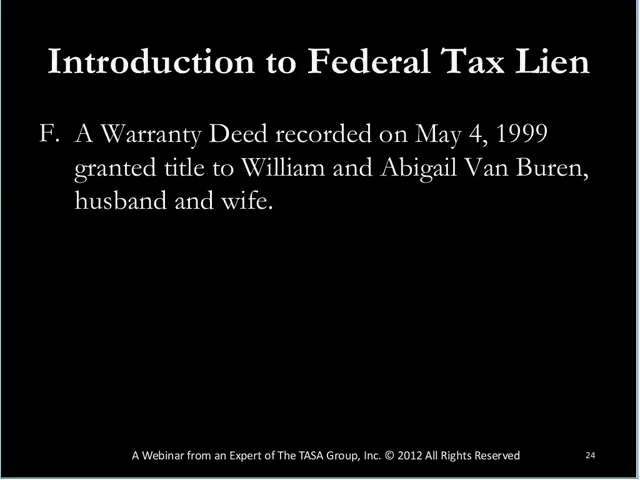 Introduction to Federal Tax Lien
F. A Warranty Deed recorded on May 4, 1999
granted title to William and Abigail Van Buren,
husband and wife.
A Webinar from an Expert of The TASA Group, Inc. © 2012 All Rights Reserved
24